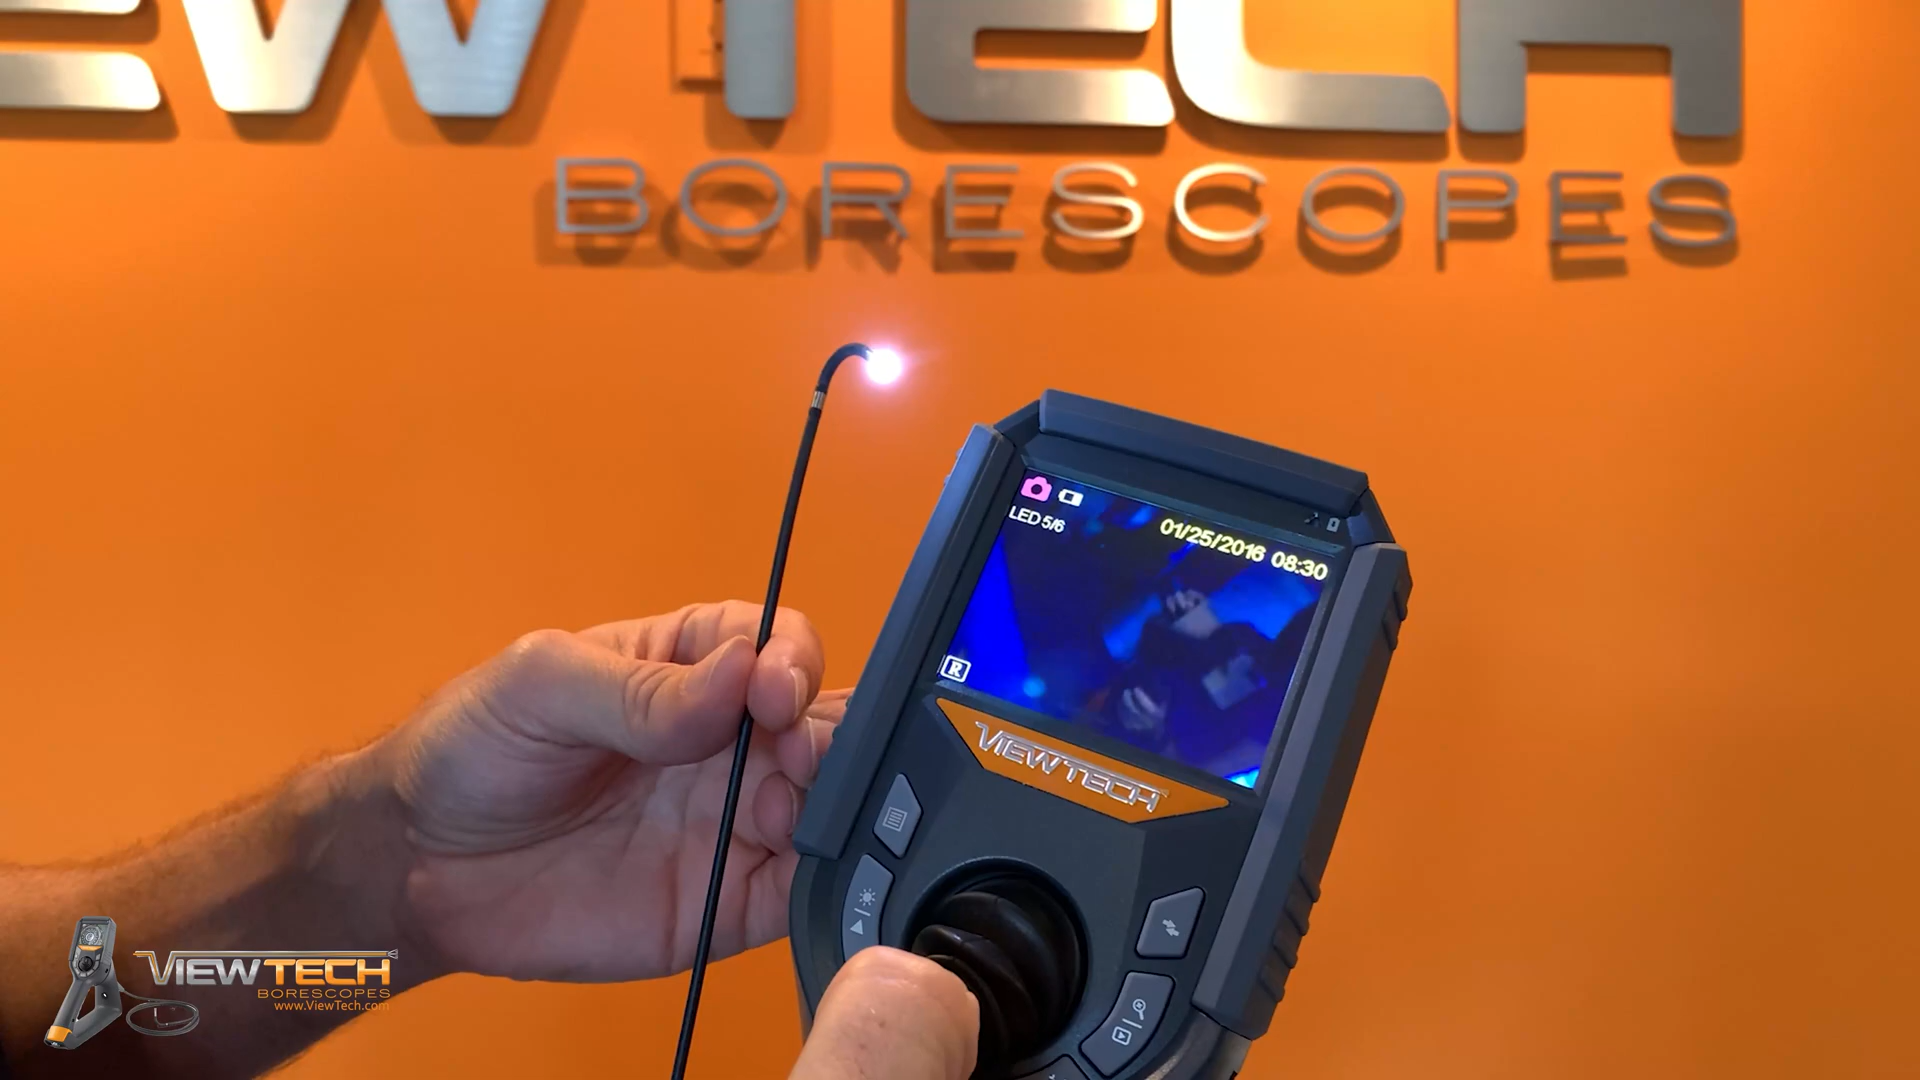 EWTECH
BORESCOPES
LED 5/6
01/25/2016 08:30
R
VIEWTECH
VIEWTECH
BORESCOPES
www.ViewTech.com